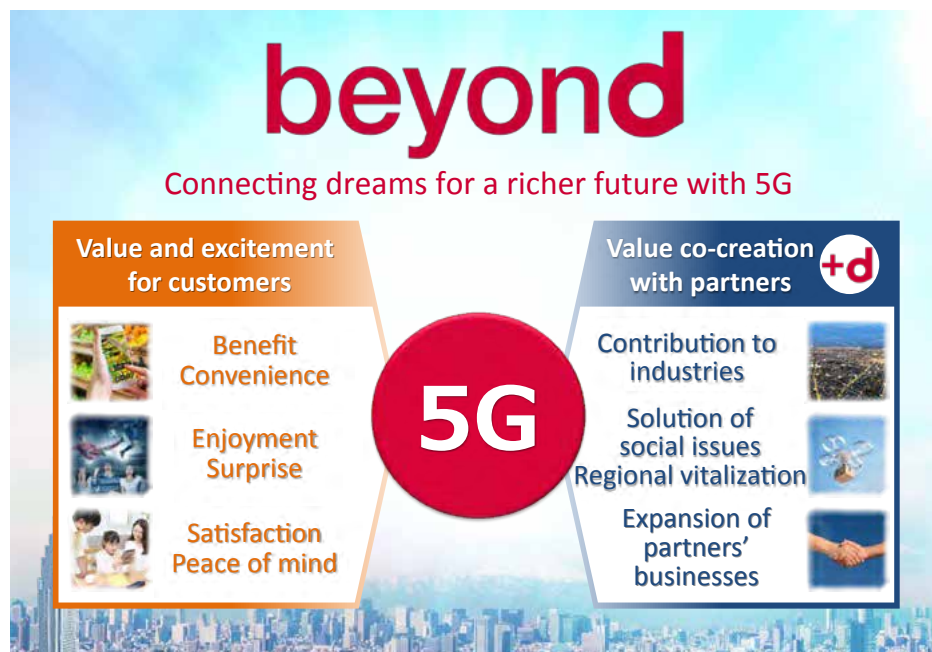 beyond
Connecting dreams for a richer future with 5G
Value and excitement
for customers
Benefit
Convenience
Enjoyment
Surprise
Satisfaction
Peace of mind
5G
Value co-creation
with partners
+d
Contribution to
industries
Solution of
social issues
Regional vitalization
Expansion of
partners’
businesses